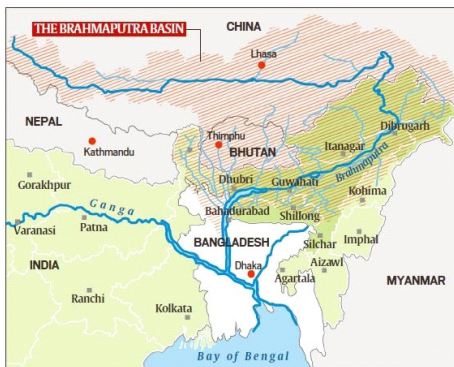 THE BRAHMAPUTRA BASIN
CHINA
Lhasa
NEPAL
Kathmandu
Thimphu
BHUTAN
Dibrugarh
Itanagar
Brahmaputra
Gorakhpur
Dhubri
Guwahati
Kohima
Ganga
Bahadurabad
Shillong
Varanasi
Patna
BANGLADESH
Silchar
Imphal
INDIA
Dhaka
Aizawl
Agartala
MYANMAR
Ranchi
Kolkata
Bay of Bengal